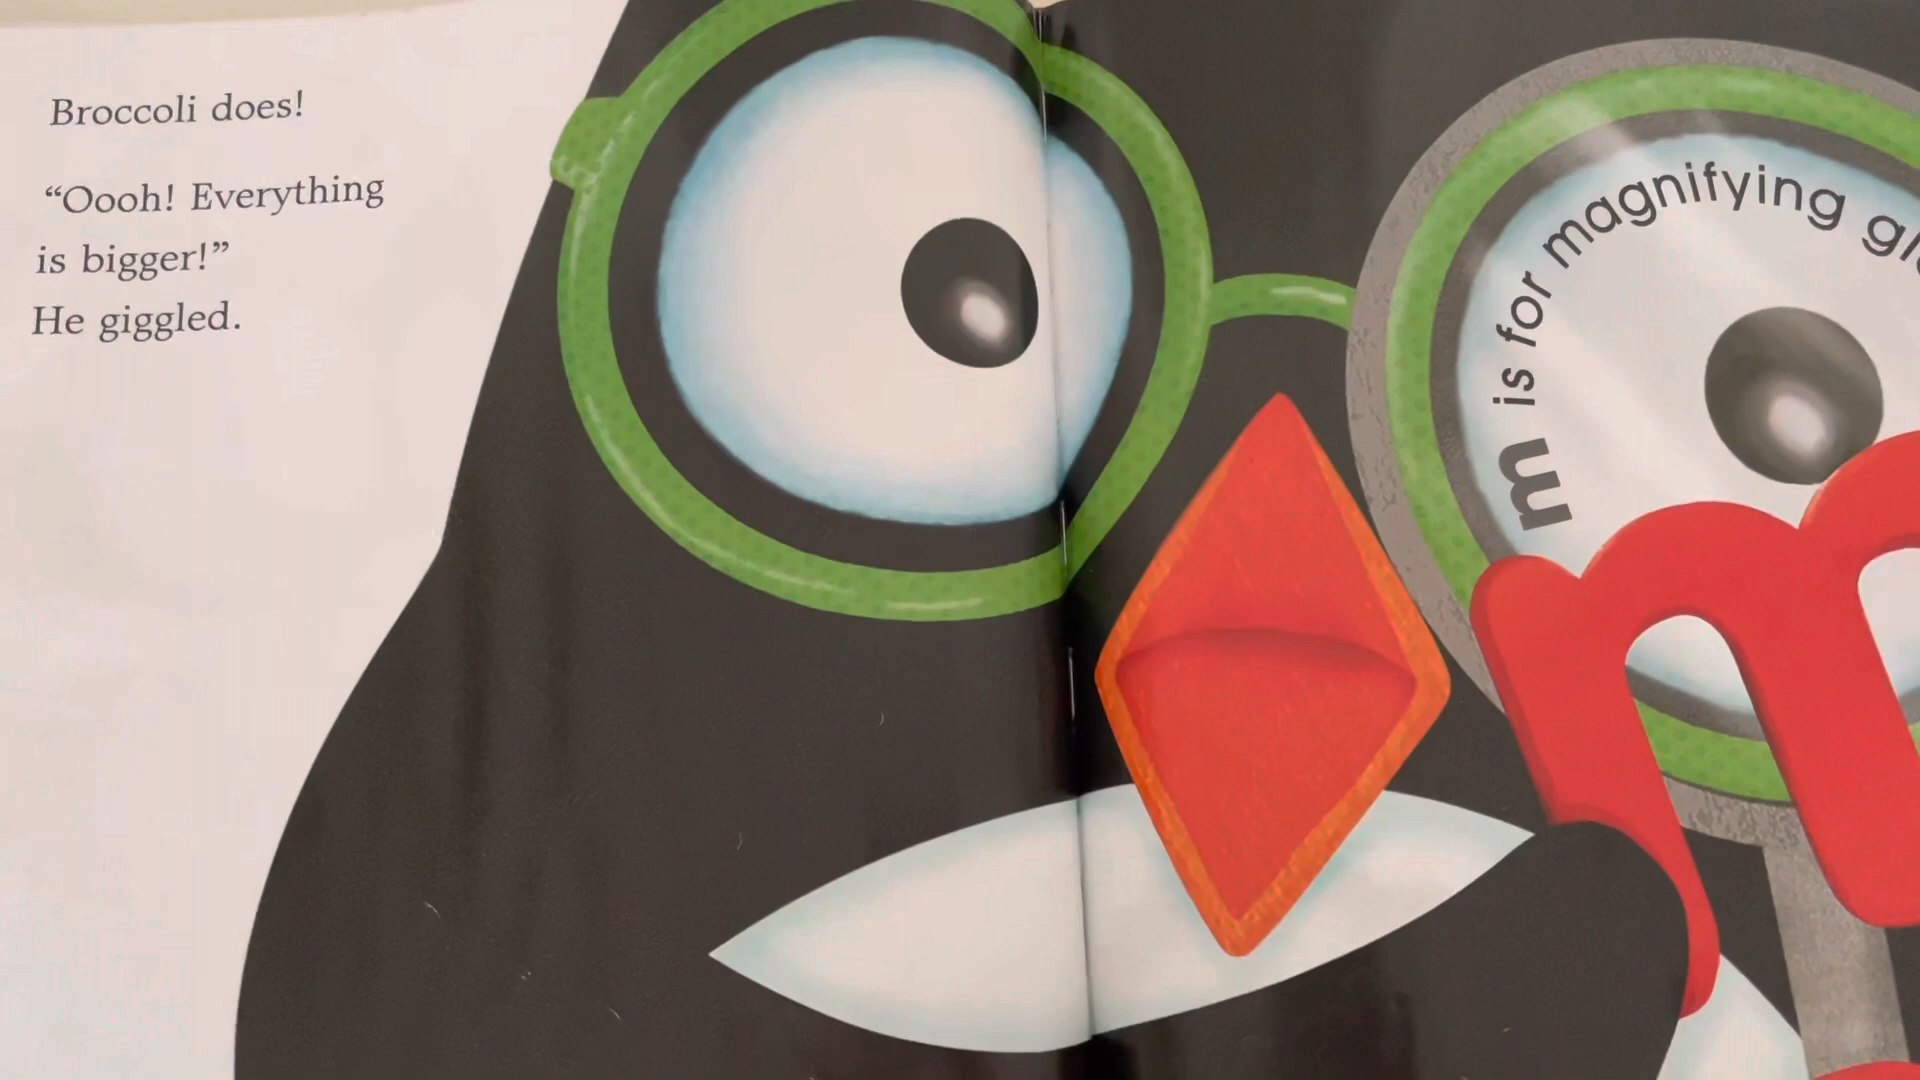 Broccoli does!
“Oooh! Everything
is bigger!”
He giggled.
m is for magnifying
m